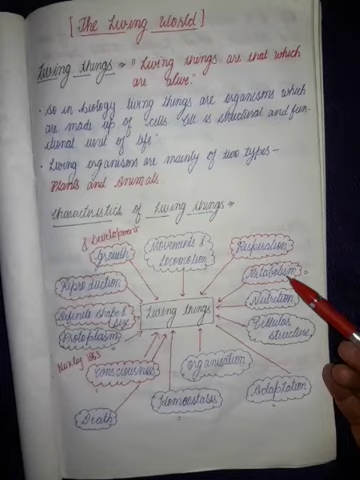 [The Living World]
Living things → "Living things are that which
are alive."
• So in biology living things are organisms which
are made up of "cells. Cell is structural and fun-
ctional unit of life"
• Living organisms are mainly of two types -
Plants and Animals.
Characteristics of Living things →
& Development
Growth
Movements &
Locomotion
Respiration
Metabolism
Reproduction
Nutrition
Definite shape &
size
Living things
Cellular
structure
Protoplasm
Huxley 1863
Consciousness
Organisation
Adaptation
Homeostasis
Death